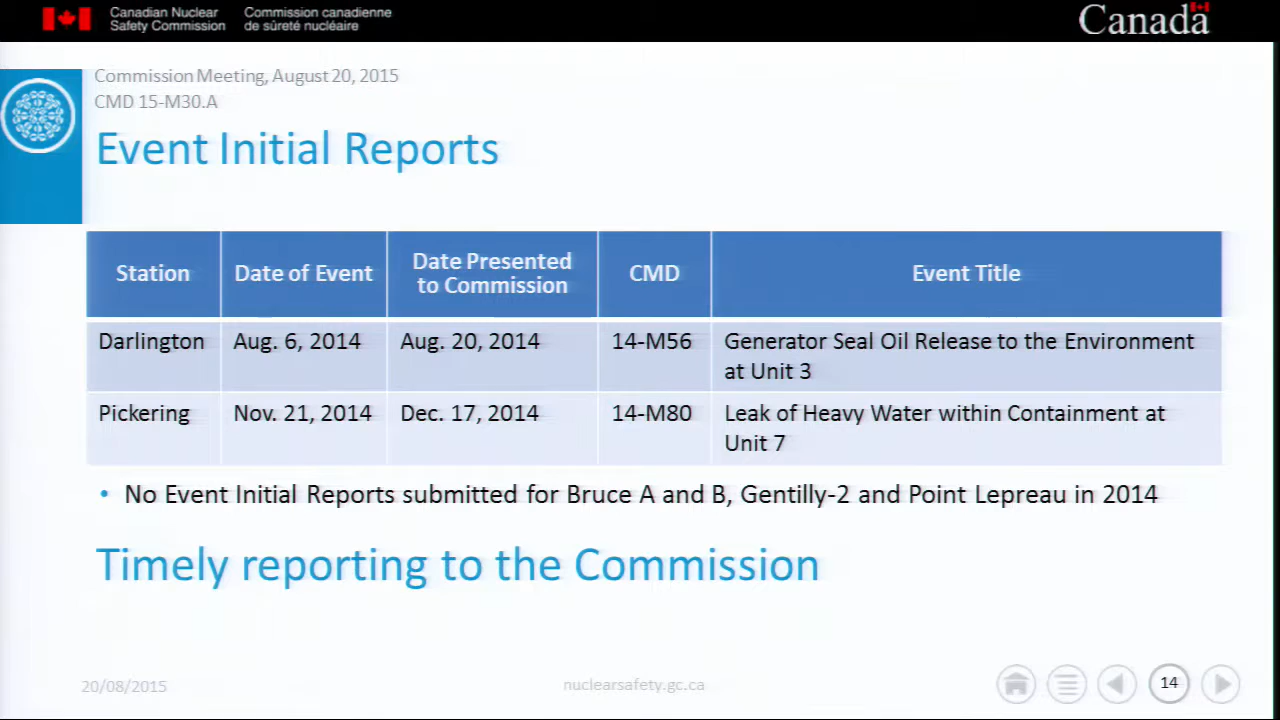 Canadian Nuclear Commission canadienne
Safety Commission de sûreté nucléaire
Canada
Commission Meeting, August 20, 2015
CMD 15-M30.A
Event Initial Reports
Station Date of Event Date Presented to Commission CMD Event Title
Darlington Aug. 6, 2014 Aug. 20, 2014 14-M56 Generator Seal Oil Release to the Environment
at Unit 3
Pickering Nov. 21, 2014 Dec. 17, 2014 14-M80 Leak of Heavy Water within Containment at
Unit 7
• No Event Initial Reports submitted for Bruce A and B, Gentilly-2 and Point Lepreau in 2014
Timely reporting to the Commission
20/08/2015 nuclearsafety.gc.ca 14